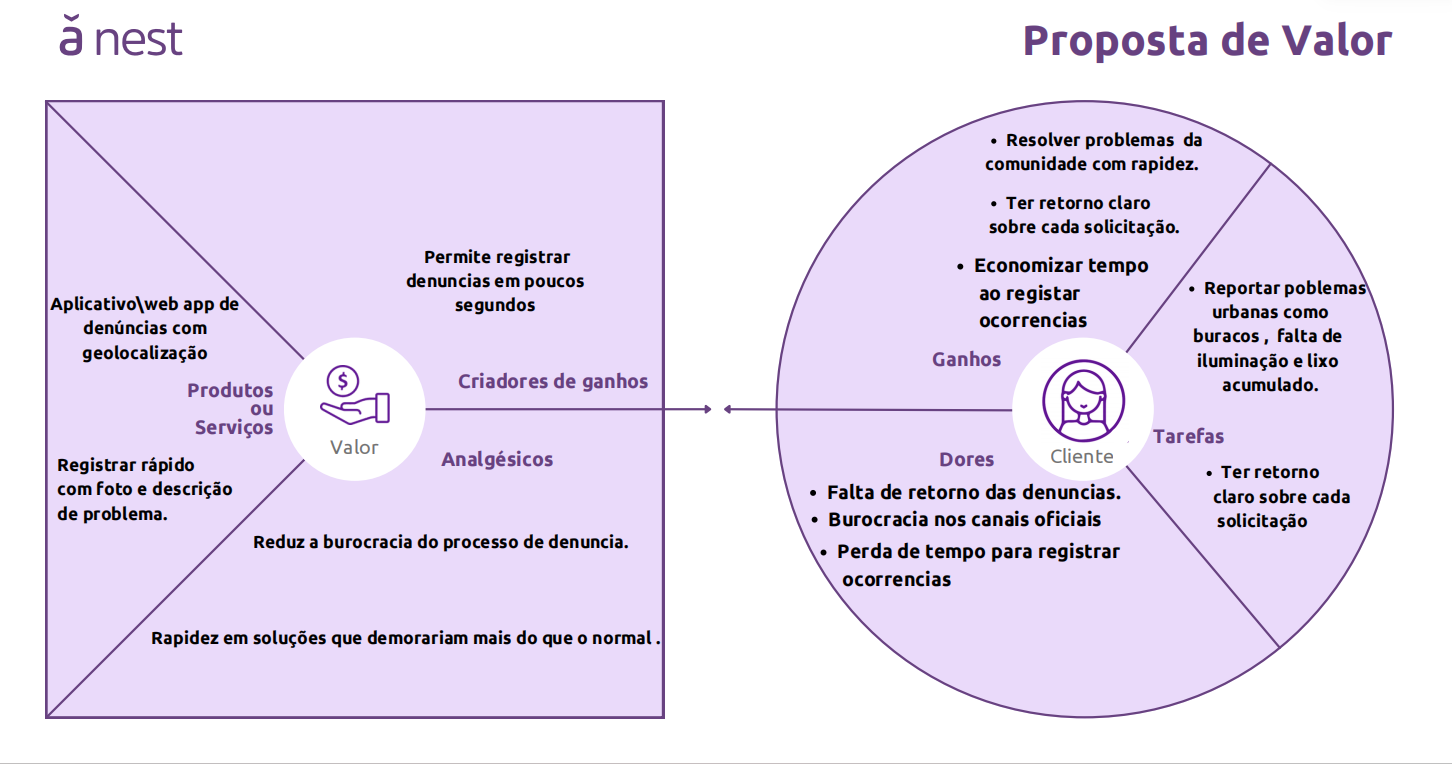 ă nest
Proposta de Valor
Permite registrar
denuncias em poucos
segundos
Aplicativo\web app de
denúncias com
geolocalização
Criadores de ganhos
Produtos
ou
Serviços
$
Valor
Analgésicos
Registrar rápido
com foto e descrição
de problema.
Reduz a burocracia do processo de denuncia.
Rapidez em soluções que demorariam mais do que o normal .
• Resolver problemas da
comunidade com rapidez.
• Ter retorno claro
sobre cada solicitação.
• Economizar tempo
ao registar
ocorrencias
Ganhos
• Reportar poblemas
urbanas como
buracos , falta de
iluminação e lixo
acumulado.
Cliente
Tarefas
• Ter retorno
claro sobre cada
solicitação
Dores
• Falta de retorno das denuncias.
• Burocracia nos canais oficiais
• Perda de tempo para registrar
ocorrencias